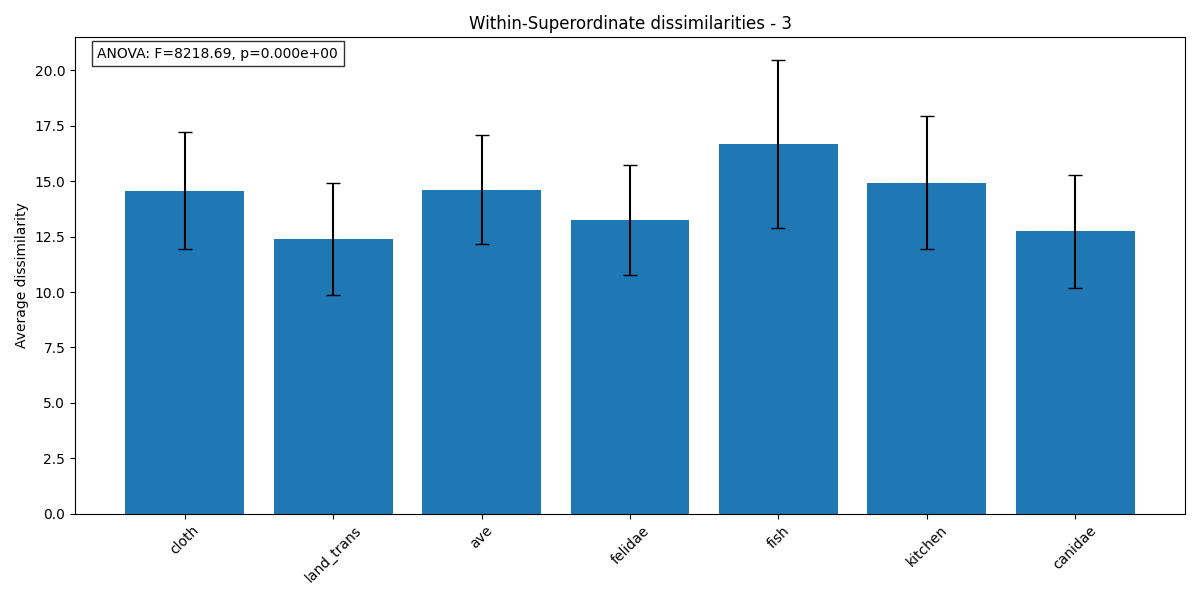 Within-Superordinate dissimilarities - 3
ANOVA: F=8218.69, p=0.000e+00
Average dissimilarity
20.0
17.5
15.0
12.5
10.0
7.5
5.0
2.5
0.0
cloth
land_trans
ave
felidae
fish
kitchen
canidae